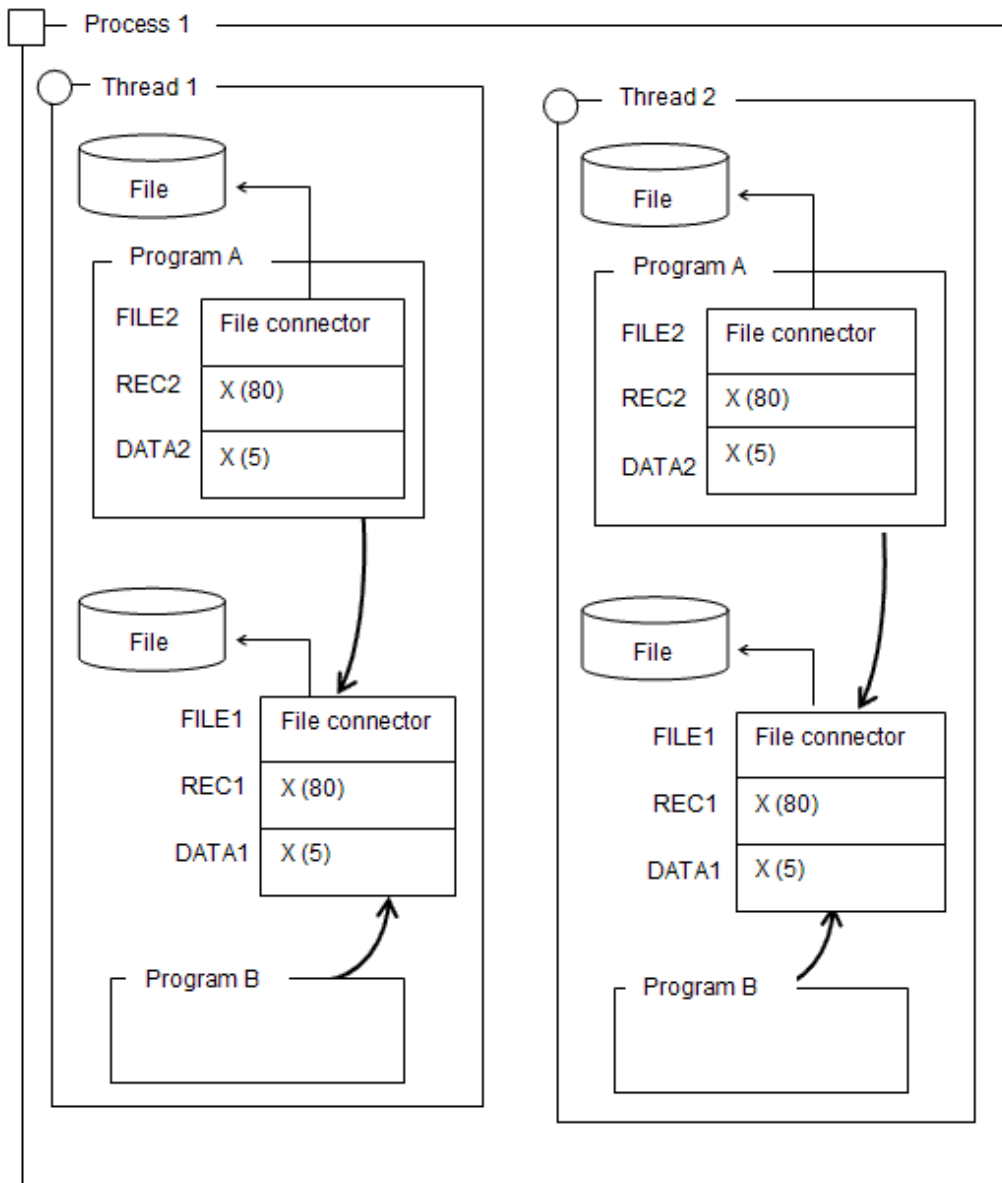 Process 1
Thread 1
File
Program A
FILE2 File connector
REC2 X (80)
DATA2 X (5)
File
FILE1 File connector
REC1 X (80)
DATA1 X (5)
Program B
Thread 2
File
Program A
FILE2 File connector
REC2 X (80)
DATA2 X (5)
File
FILE1 File connector
REC1 X (80)
DATA1 X (5)
Program B